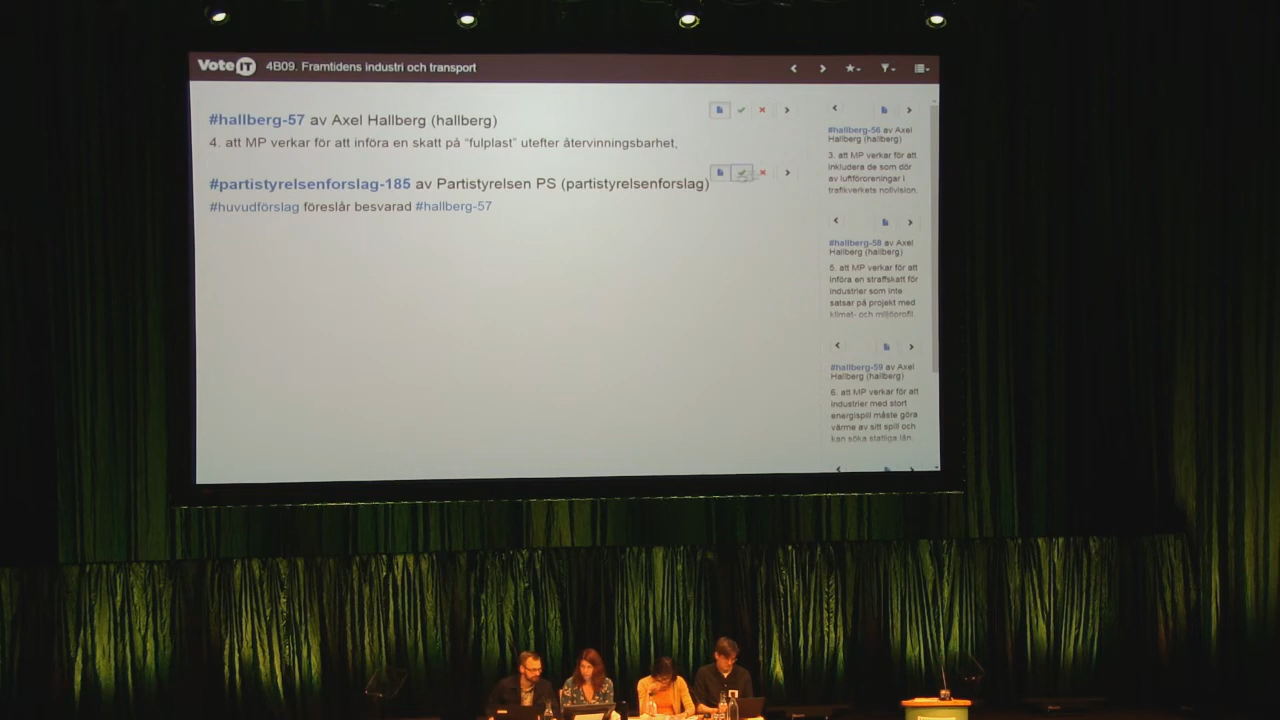 VoteIT 4B09. Framtidens industri och transport
#hallberg-57 av Axel Hallberg (hallberg)
4. att MP verkar för att införa en skatt på “fulplast” utefter återvinningsbarhet,
#partistyrelsenforslag-185 av Partistyrelsen PS (partistyrelsenforslag)
#huvudförslag föreslår besvarad #hallberg-57
#hallberg-56 av Axel
Hallberg (hallberg)
3. att MP verkar för att
inkludera de som dör
av luftföroreningar i
trafikverkets nollvision.
#hallberg-58 av Axel
Hallberg (hallberg)
5. att MP verkar för att
införa en straffskatt för
industrier som inte
satsar på projekt med
klimat- och miljöprofil.
#hallberg-59 av Axel
Hallberg (hallberg)
6. att MP verkar för att
industrier med stort
energispill måste göra
värme av sitt spill och
kan söka statliga lån.